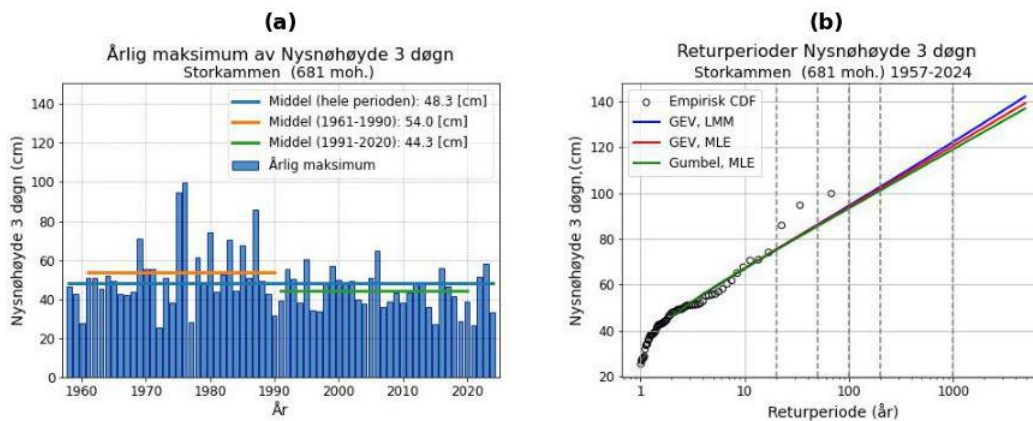 (a)
Årlig maksimum av Nysnøhøyde 3 døgn
Storkammen (681 moh.)
Middel (hele perioden): 48.3 [cm]
Middel (1961-1990): 54.0 [cm]
Middel (1991-2020): 44.3 [cm]
Årlig maksimum
Nysnøhøyde 3 døgn (cm)
140
120
100
80
60
40
20
0
1960
1970
1980
1990
2000
2010
2020
År
(b)
Returperioder Nysnøhøyde 3 døgn
Storkammen (681 moh.) 1957-2024
Empirisk CDF
GEV, LMM
GEV, MLE
Gumbel, MLE
Nysnøhøyde 3 døgn,(cm)
140
120
100
80
60
40
20
1
10
100
1000
Returperiode (år)